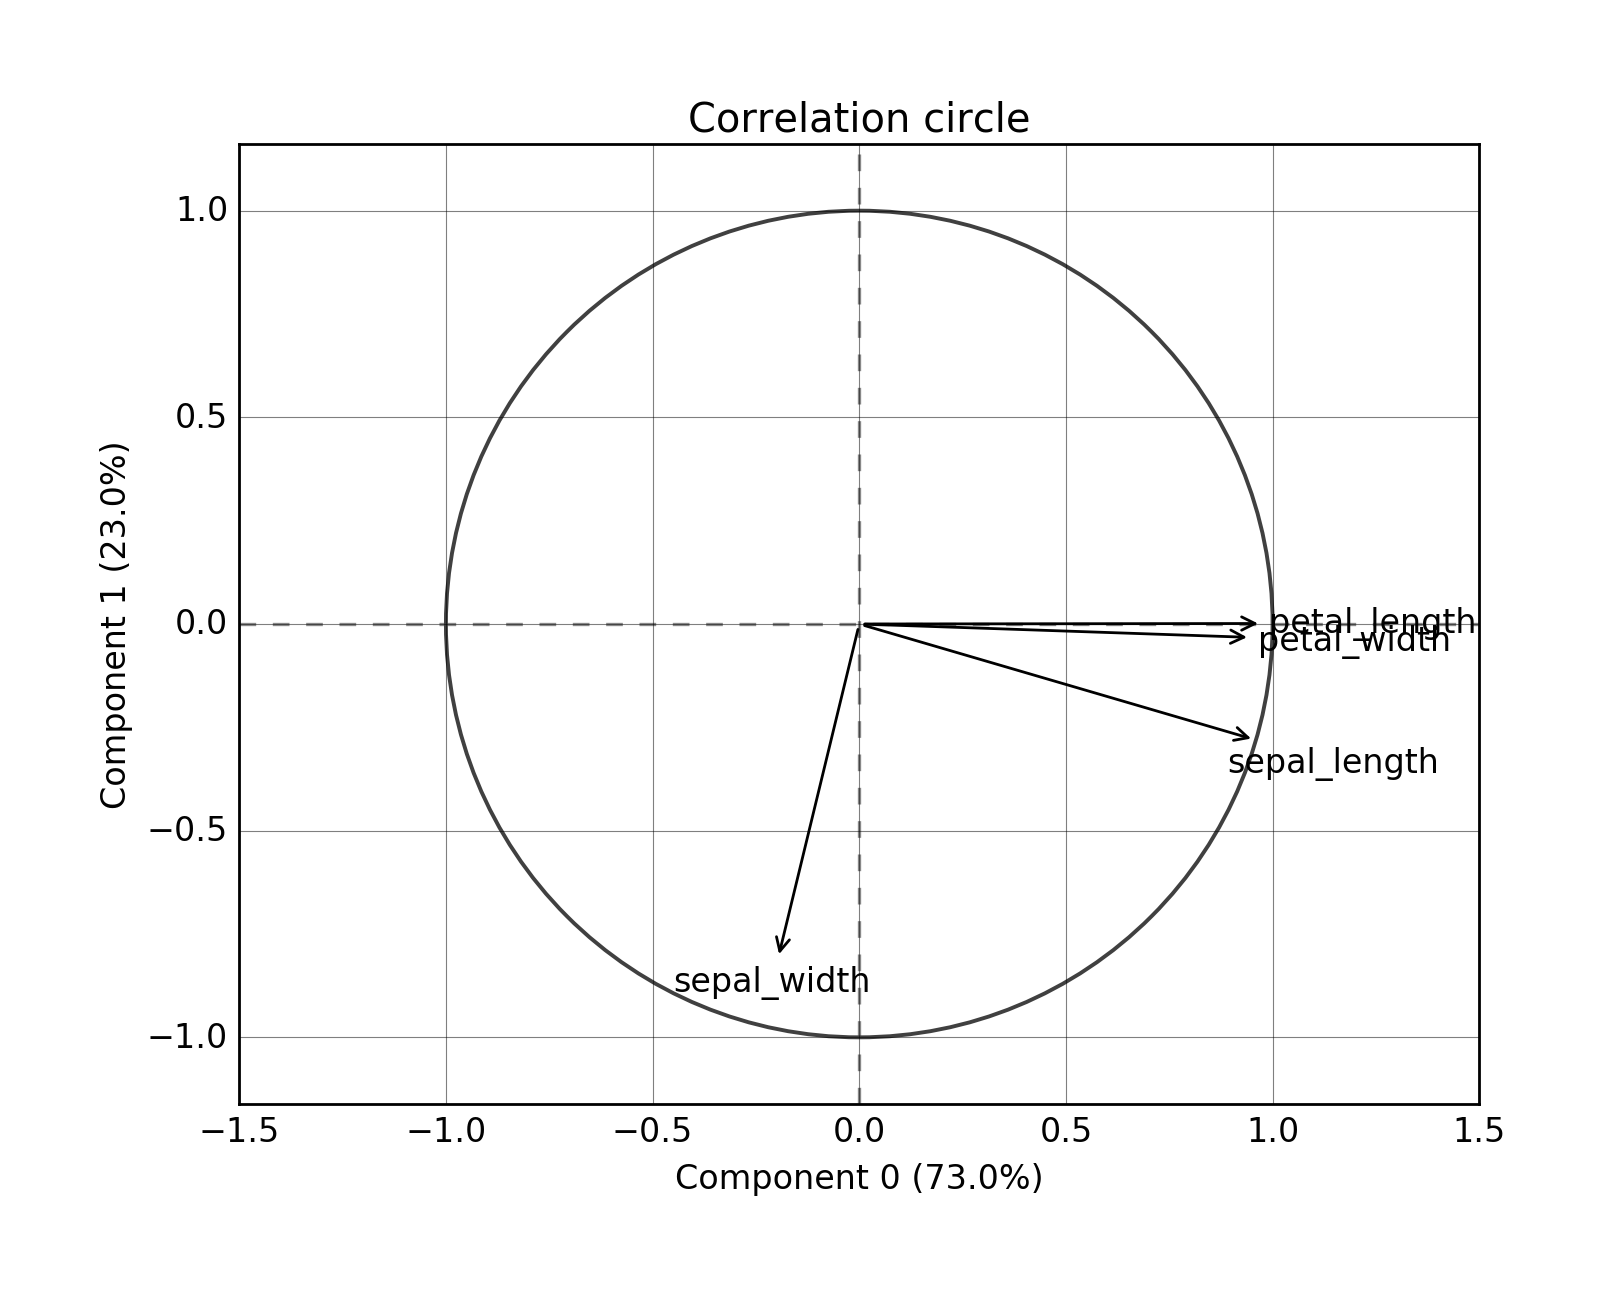 Correlation circle
1.0
0.5
0.0
−0.5
−1.0
Component 1 (23.0%)
petal_length
petal_width
sepal_length
sepal_width
−1.5
−1.0
−0.5
0.0
0.5
1.0
1.5
Component 0 (73.0%)